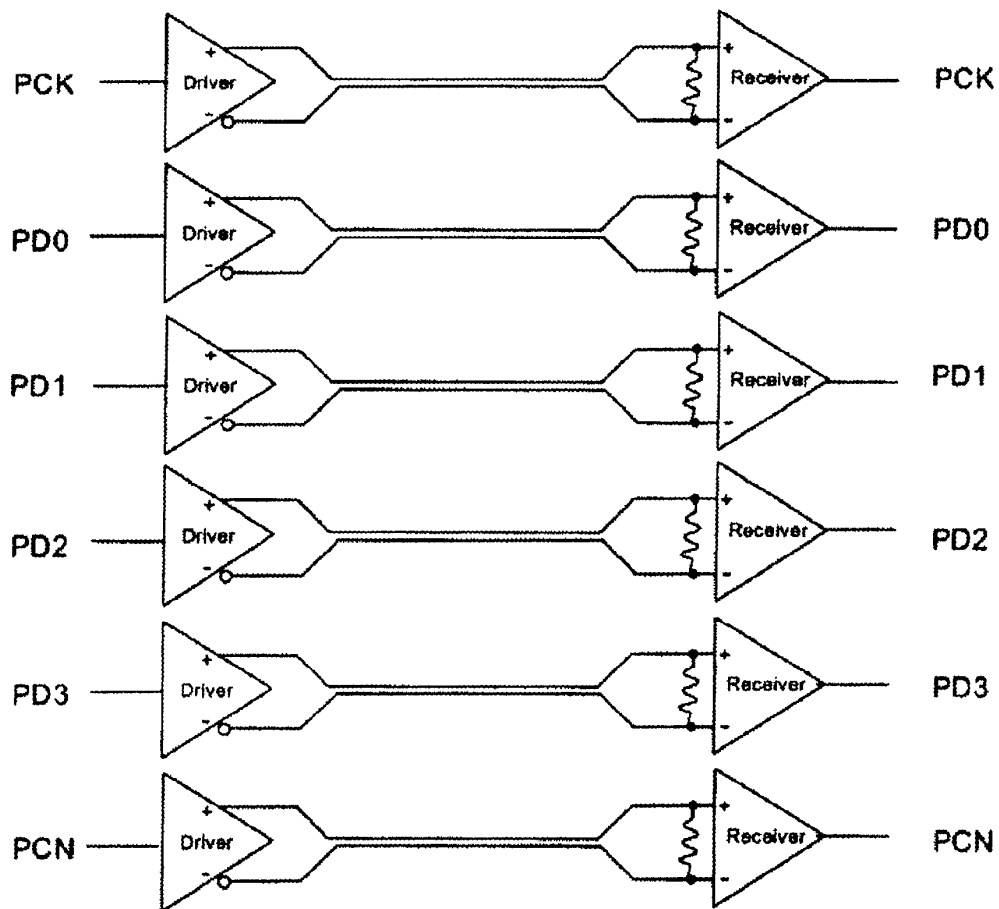 PCK + Driver - + Receiver - PCK
PD0 + Driver - + Receiver - PD0
PD1 + Driver - + Receiver - PD1
PD2 + Driver - + Receiver - PD2
PD3 + Driver - + Receiver - PD3
PCN + Driver - + Receiver - PCN